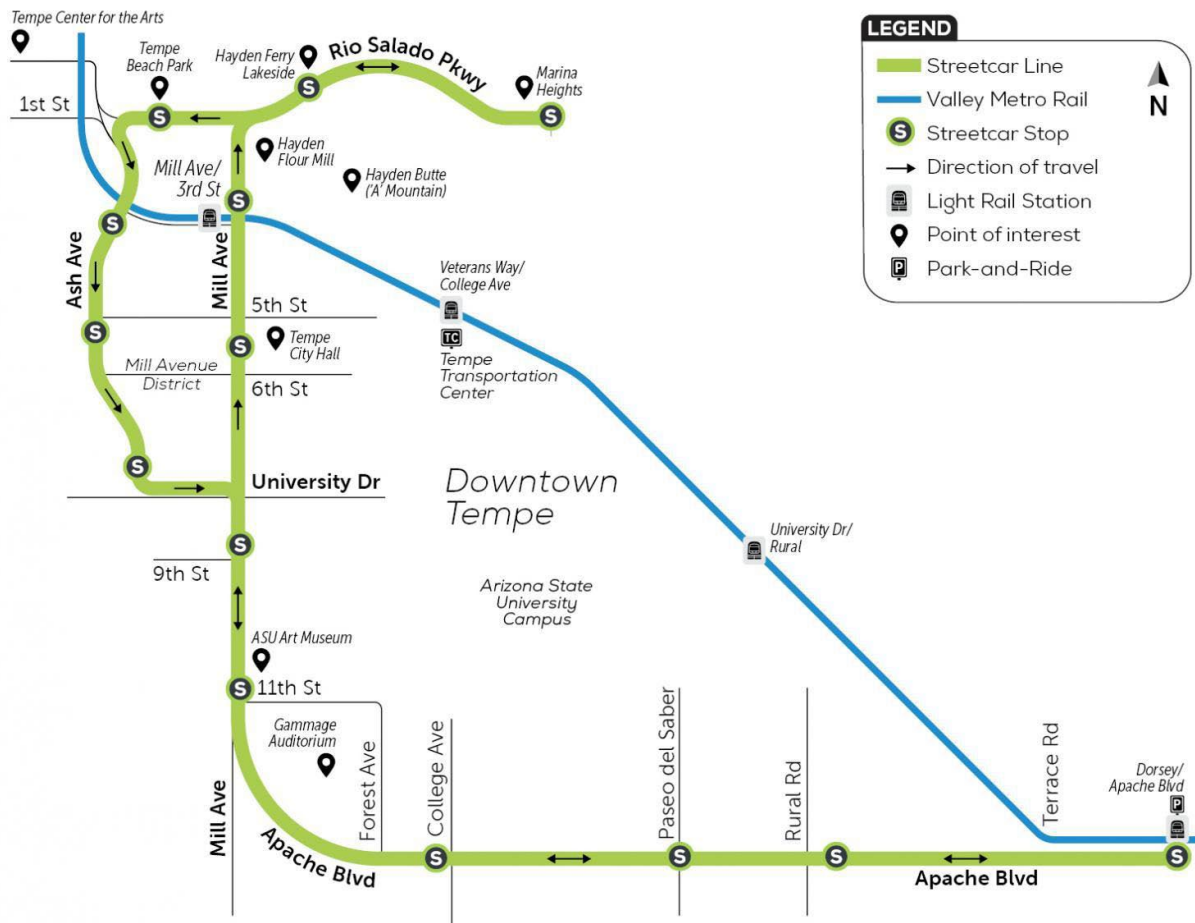 Tempe Center for the Arts
Tempe
Beach Park
Hayden Ferry
Lakeside
Rio Salado Pkwy
Marina
Heights
LEGEND
Streetcar Line
Valley Metro Rail
S
Streetcar Stop
Direction of travel
Light Rail Station
Point of interest
P
Park-and-Ride
N
1st St
S
S
S
Hayden
Flour Mill
Mill Ave/
3rd St
Hayden Butte
('A' Mountain)
S
S
Ash Ave
Mill Ave
Veterans Way/
College Ave
TC
Tempe
Transportation
Center
5th St
S
S
Tempe
City Hall
Mill Avenue
District
6th St
S
University Dr
Downtown
Tempe
S
9th St
University Dr/
Rural
Arizona State
University
Campus
ASU Art Museum
S
11th St
Gammage
Auditorium
Mill Ave
Apache Blvd
Forest Ave
College Ave
Paseo del Saber
Rural Rd
Terrace Rd
Dorsey/
Apache Blvd
P
S
S
S
S
Apache Blvd